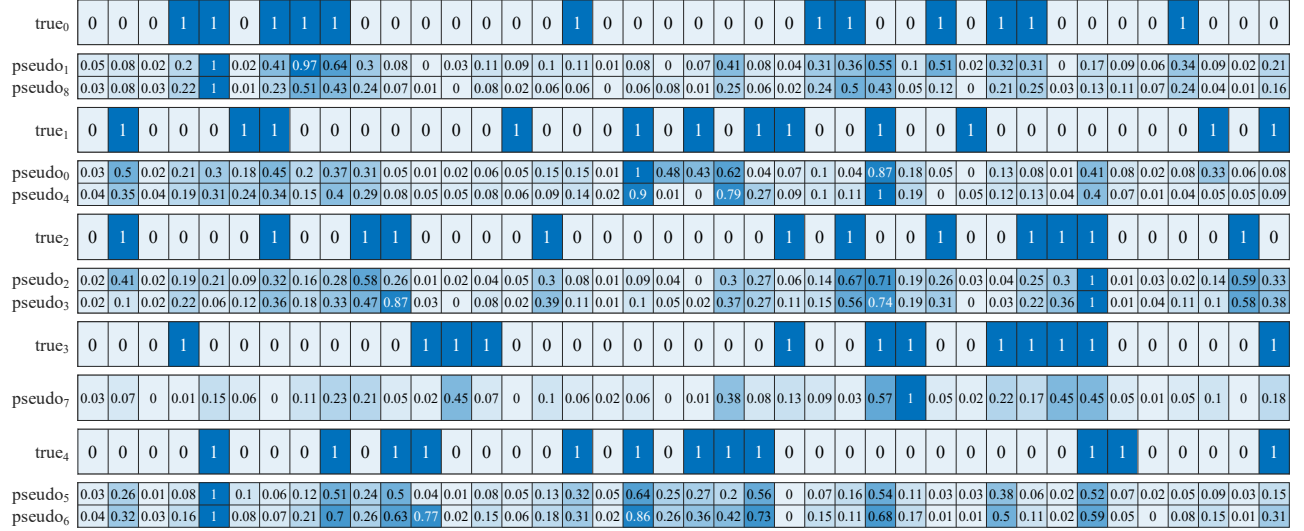 true₀ 0 0 0 1 1 0 1 1 1 0 0 0 0 0 0 0 1 0 0 0 0 0 0 0 1 1 0 0 1 0 1 1 0 0 0 0 1 0 0 0
pseudo₁ 0.05 0.08 0.02 0.2 1 0.02 0.41 0.97 0.64 0.3 0.08 0 0.03 0.11 0.09 0.1 0.11 0.01 0.08 0 0.07 0.41 0.08 0.04 0.31 0.36 0.55 0.1 0.51 0.02 0.32 0.31 0 0.17 0.09 0.06 0.34 0.09 0.02 0.21
pseudo₈ 0.03 0.08 0.03 0.22 1 0.01 0.23 0.51 0.43 0.24 0.07 0.01 0 0.08 0.02 0.06 0.06 0 0.06 0.08 0.01 0.25 0.06 0.02 0.24 0.5 0.43 0.05 0.12 0 0.21 0.25 0.03 0.13 0.11 0.07 0.24 0.04 0.01 0.16
true₁ 0 1 0 0 0 1 1 0 0 0 0 0 0 0 1 0 0 0 1 0 1 0 1 1 0 0 1 0 0 1 0 0 0 0 0 0 0 1 0 1
pseudo₀ 0.03 0.5 0.02 0.21 0.3 0.18 0.45 0.2 0.37 0.31 0.05 0.01 0.02 0.06 0.05 0.15 0.15 0.01 1 0.48 0.43 0.62 0.04 0.07 0.1 0.04 0.87 0.18 0.05 0 0.13 0.08 0.01 0.41 0.08 0.02 0.08 0.33 0.06 0.08
pseudo₄ 0.04 0.35 0.04 0.19 0.31 0.24 0.34 0.15 0.4 0.29 0.08 0.05 0.05 0.08 0.06 0.09 0.14 0.02 0.9 0.01 0 0.79 0.27 0.09 0.1 0.11 1 0.19 0 0.05 0.12 0.13 0.04 0.4 0.07 0.01 0.04 0.05 0.05 0.09
true₂ 0 1 0 0 0 0 1 0 0 1 1 0 0 0 0 1 0 0 0 0 0 0 0 1 0 1 0 0 1 0 0 1 1 1 0 0 0 0 1 0
pseudo₂ 0.02 0.41 0.02 0.19 0.21 0.09 0.32 0.16 0.28 0.58 0.26 0.01 0.02 0.04 0.05 0.3 0.08 0.01 0.09 0.04 0 0.3 0.27 0.06 0.14 0.67 0.71 0.19 0.26 0.03 0.04 0.25 0.3 1 0.01 0.03 0.02 0.14 0.59 0.33
pseudo₃ 0.02 0.1 0.02 0.22 0.06 0.12 0.36 0.18 0.33 0.47 0.87 0.03 0 0.08 0.02 0.39 0.11 0.01 0.1 0.05 0.02 0.37 0.27 0.11 0.15 0.56 0.74 0.19 0.31 0 0.03 0.22 0.36 1 0.01 0.04 0.11 0.1 0.58 0.38
true₃ 0 0 0 1 0 0 0 0 0 0 0 1 1 1 0 0 0 0 0 0 0 0 0 1 0 0 1 1 0 0 1 1 1 1 0 0 0 0 0 1
pseudo₇ 0.03 0.07 0 0.01 0.15 0.06 0 0.11 0.23 0.21 0.05 0.02 0.45 0.07 0 0.1 0.06 0.02 0.06 0 0.01 0.38 0.08 0.13 0.09 0.03 0.57 1 0.05 0.02 0.22 0.17 0.45 0.45 0.05 0.01 0.05 0.1 0 0.18
true₄ 0 0 0 0 1 0 0 0 1 0 1 1 0 0 0 0 1 0 1 0 1 1 1 0 0 0 0 0 0 0 0 0 0 1 1 0 0 0 0 1
pseudo₅ 0.03 0.26 0.01 0.08 1 0.1 0.06 0.12 0.51 0.24 0.5 0.04 0.01 0.08 0.05 0.13 0.32 0.05 0.64 0.25 0.27 0.2 0.56 0 0.07 0.16 0.54 0.11 0.03 0.03 0.38 0.06 0.02 0.52 0.07 0.02 0.05 0.09 0.03 0.15
pseudo₆ 0.04 0.32 0.03 0.16 1 0.08 0.07 0.21 0.7 0.26 0.63 0.77 0.02 0.15 0.06 0.18 0.31 0.02 0.86 0.26 0.36 0.42 0.73 0 0.15 0.11 0.68 0.17 0.01 0.01 0.5 0.11 0.02 0.59 0.05 0 0.08 0.15 0.01 0.31